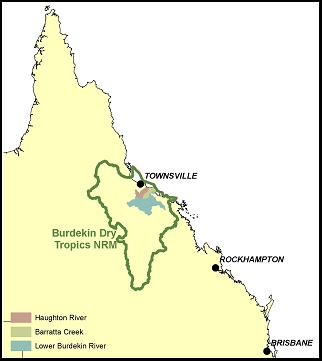 TOWNSVILLE
Burdekin Dry
Tropics NRM
ROCKHAMPTON
Haughton River
Barratta Creek
Lower Burdekin River
BRISBANE